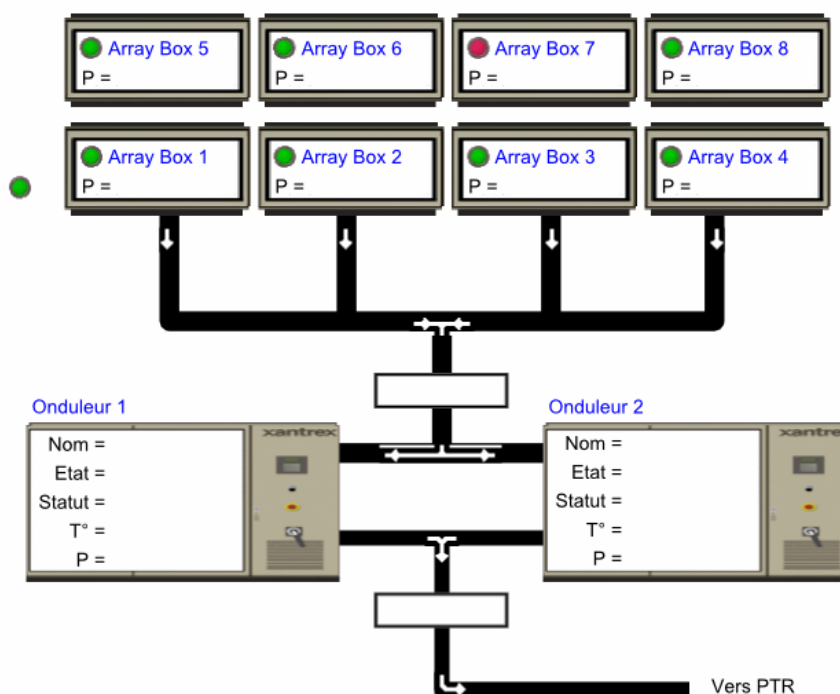 Array Box 5
P =
Array Box 6
P =
Array Box 7
P =
Array Box 8
P =
Array Box 1
P =
Array Box 2
P =
Array Box 3
P =
Array Box 4
P =
Onduleur 1
xantrex
Nom =
Etat =
Statut =
T° =
P =
Onduleur 2
xantrex
Nom =
Etat =
Statut =
T° =
P =
Vers PTR